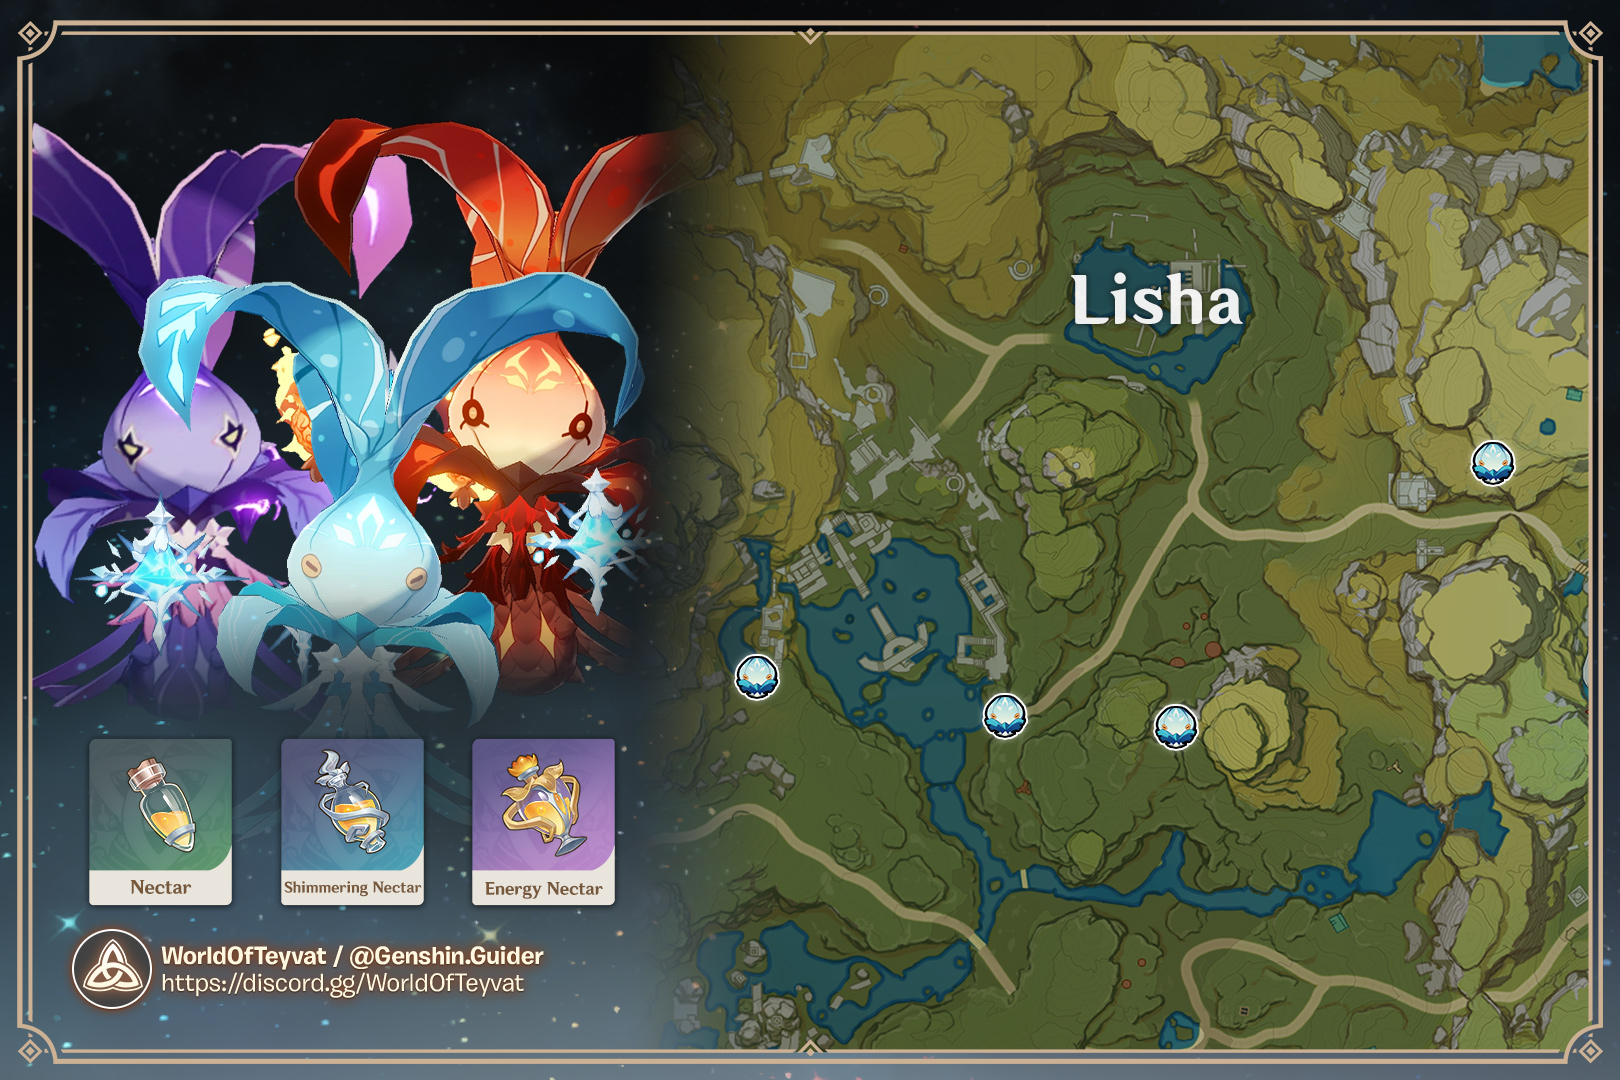 Lisha
Nectar
Shimmering Nectar
Energy Nectar
WorldOfTeyvat / @Genshin.Guider
https://discord.gg/WorldOfTeyvat